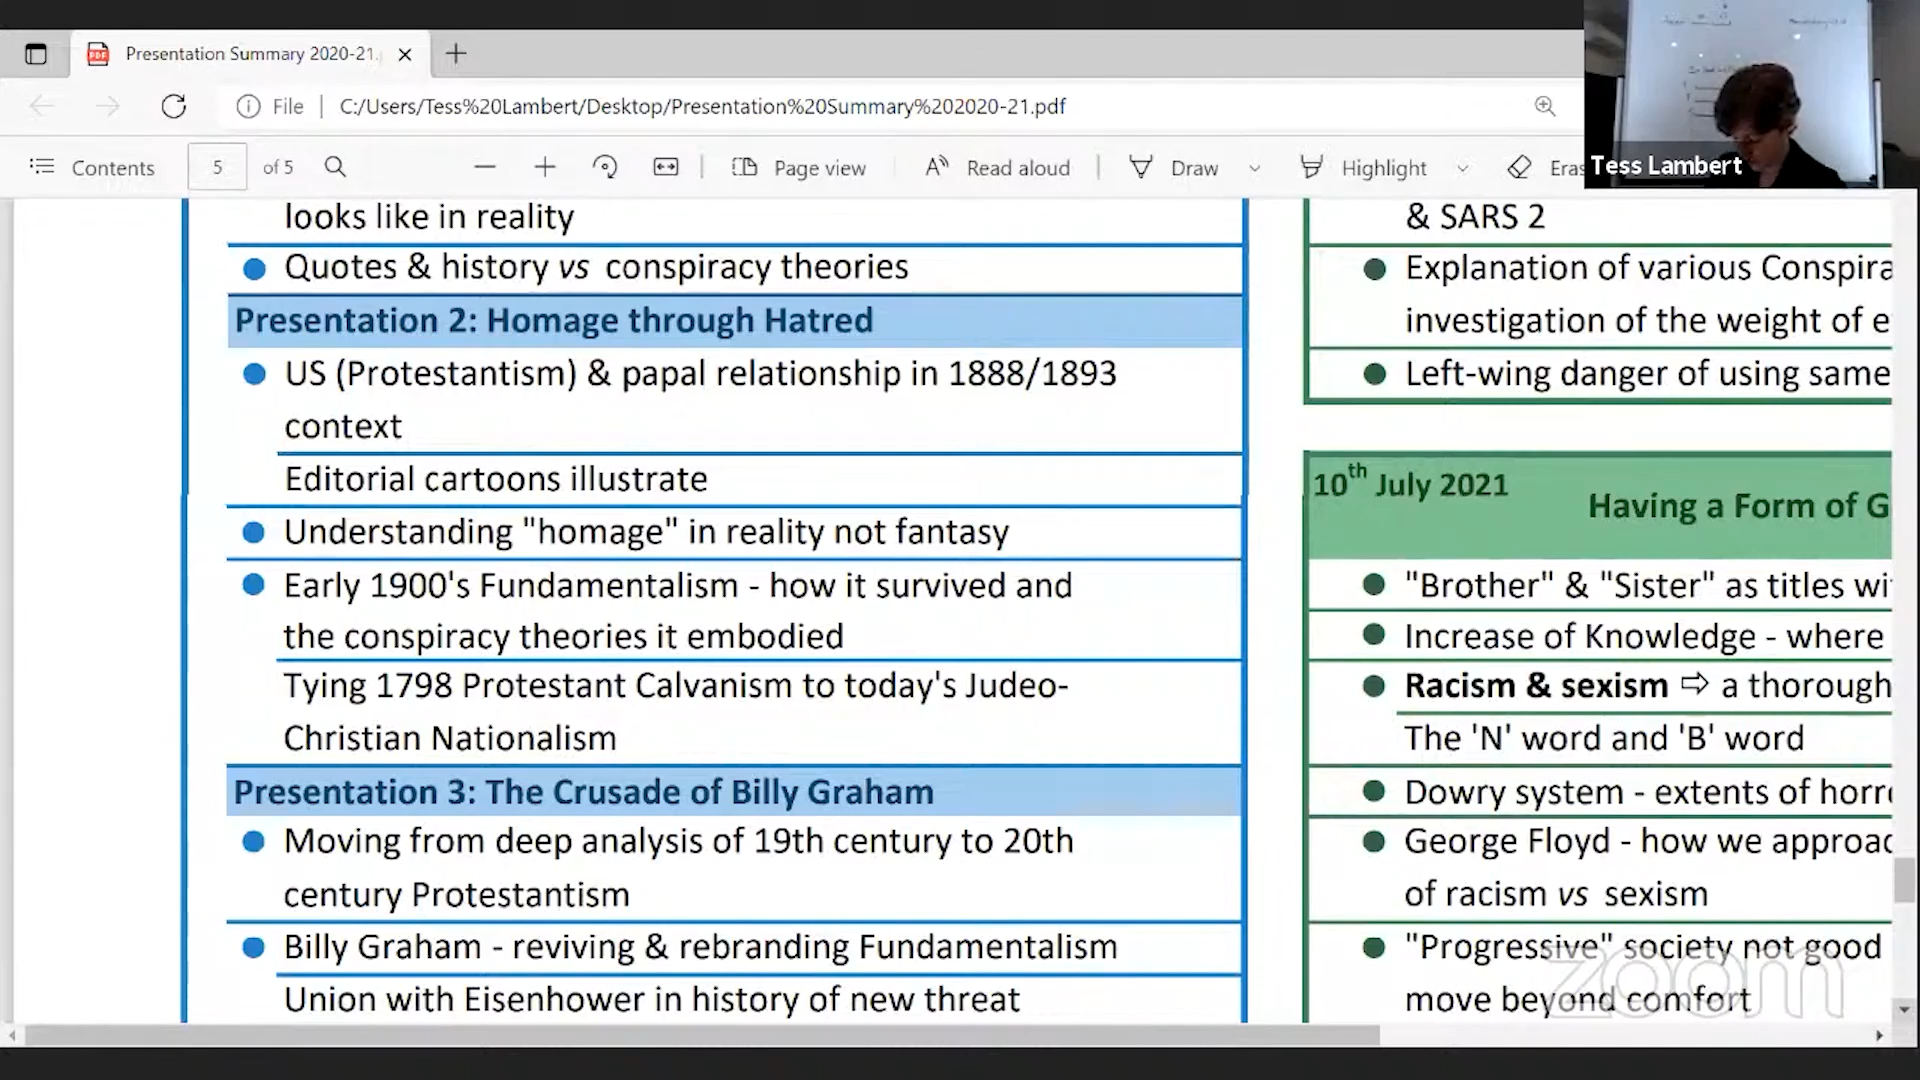 Presentation Summary 2020-21.
File
C:/Users/Tess%20Lambert/Desktop/Presentation%20Summary%202020-21.pdf
Contents
5
of 5
Page view
Read aloud
Draw
Highlight
Eras
Tess Lambert
looks like in reality
Quotes & history vs conspiracy theories
Presentation 2: Homage through Hatred
US (Protestantism) & papal relationship in 1888/1893
context
Editorial cartoons illustrate
Understanding "homage" in reality not fantasy
Early 1900's Fundamentalism - how it survived and
the conspiracy theories it embodied
Tying 1798 Protestant Calvanism to today's Judeo-
Christian Nationalism
Presentation 3: The Crusade of Billy Graham
Moving from deep analysis of 19th century to 20th
century Protestantism
Billy Graham - reviving & rebranding Fundamentalism
Union with Eisenhower in history of new threat
& SARS 2
Explanation of various Conspira
investigation of the weight of e
Left-wing danger of using same
10th July 2021
Having a Form of G
"Brother" & "Sister" as titles wi
Increase of Knowledge - where
Racism & sexism ⇨ a thorough
The 'N' word and 'B' word
Dowry system - extents of horro
George Floyd - how we approac
of racism vs sexism
"Progressive" society not good
move beyond comfort
zoom